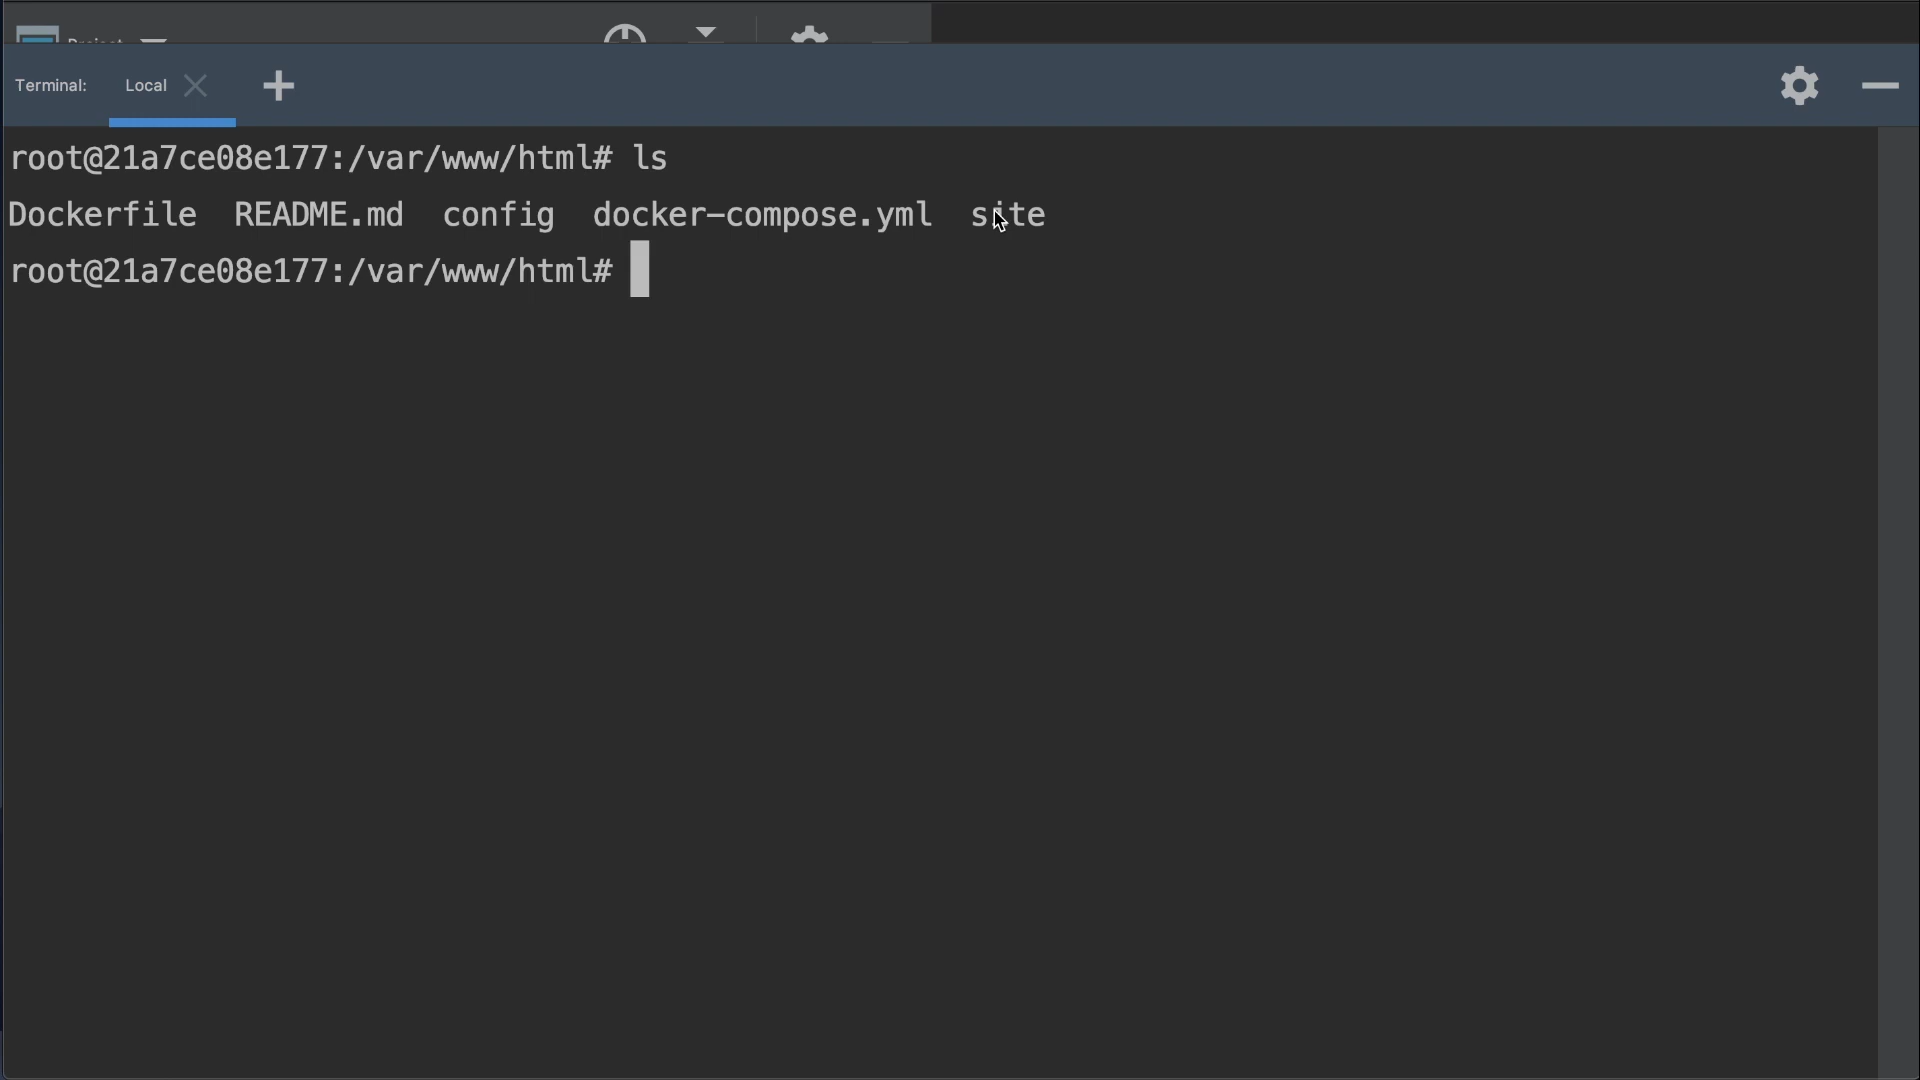 Project
Terminal: Local
root@21a7ce08e177:/var/www/html# ls
Dockerfile README.md config docker-compose.yml site
root@21a7ce08e177:/var/www/html#